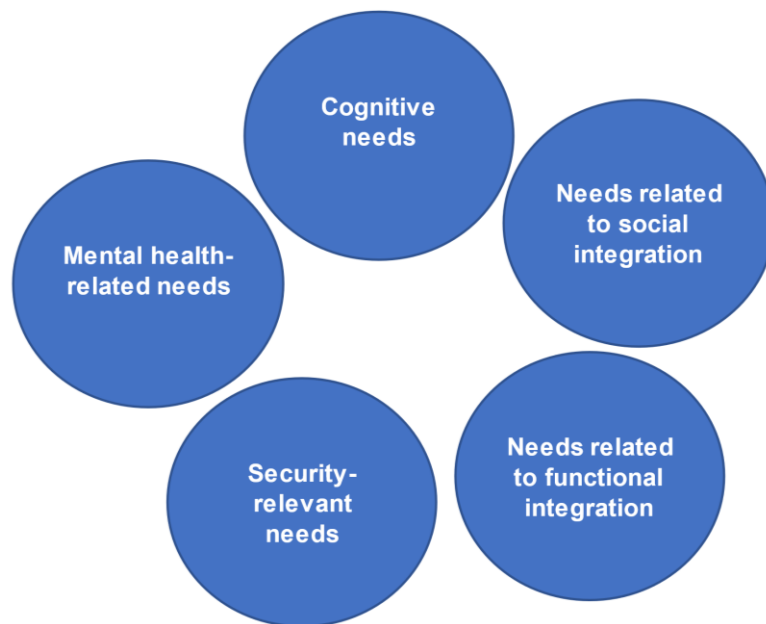 Cognitive
needs
Needs related
to social
integration
Mental health-
related needs
Needs related
to functional
integration
Security-
relevant
needs